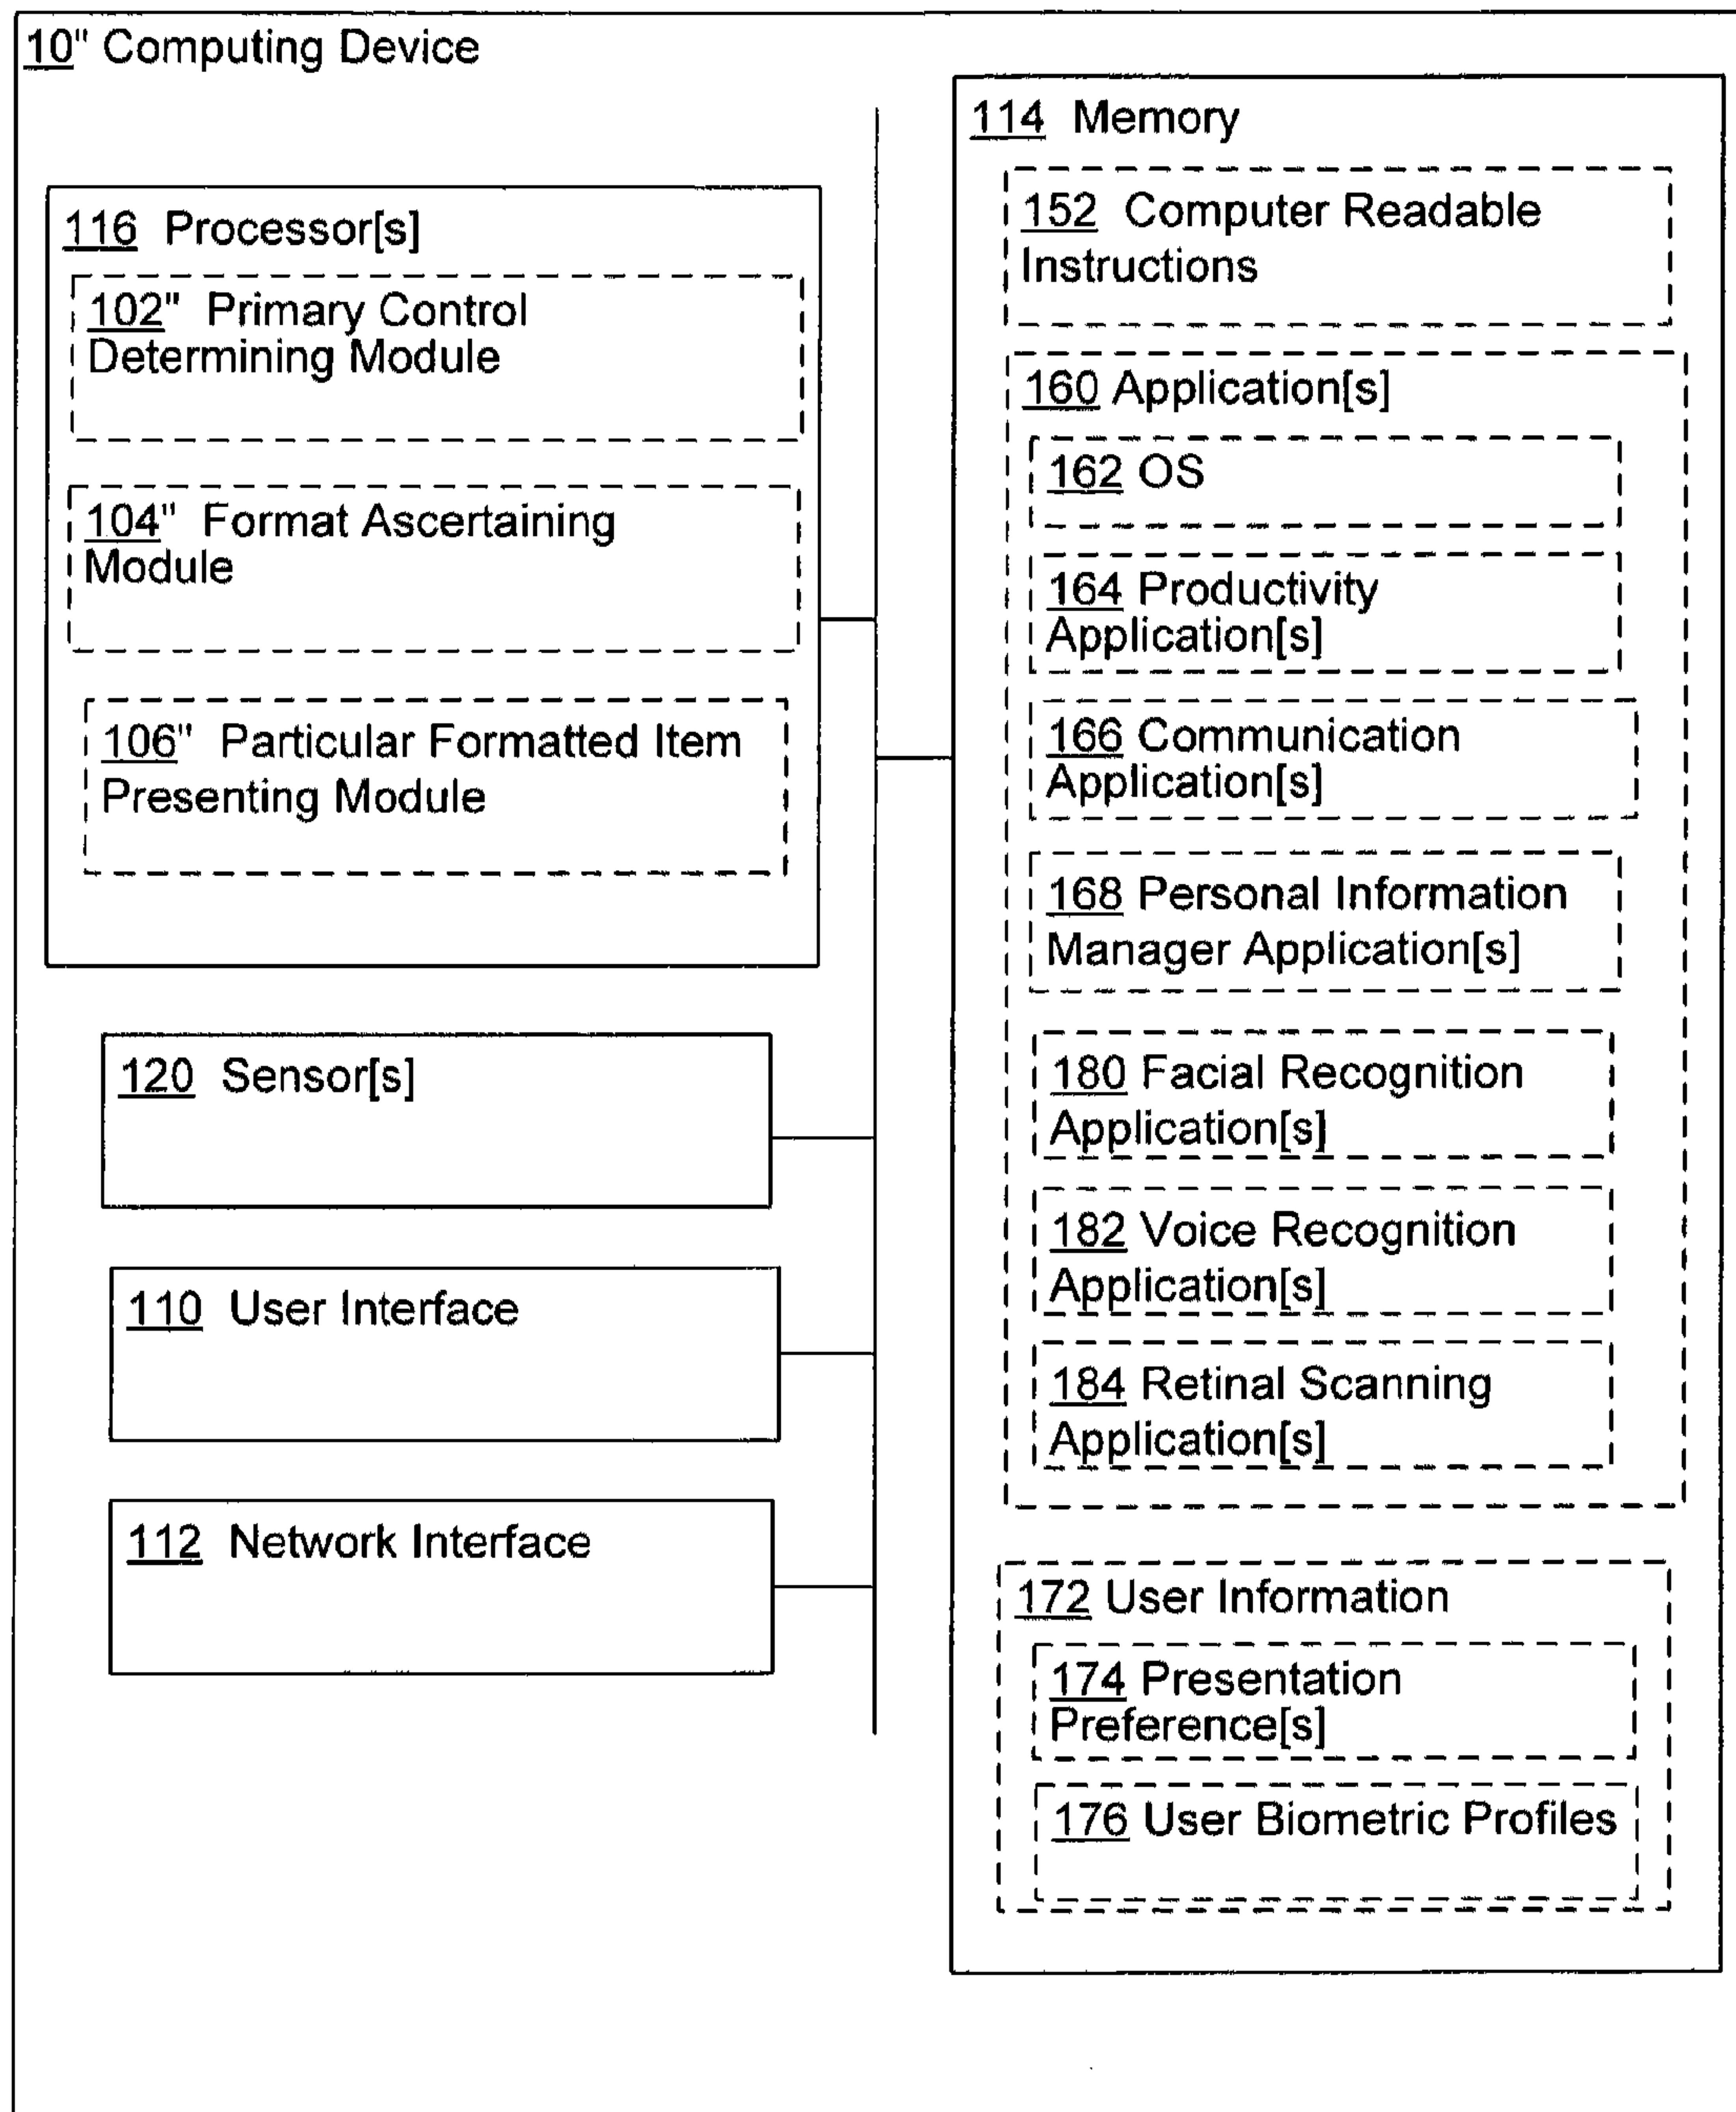 10" Computing Device
116 Processor[s]
102" Primary Control
Determining Module
104" Format Ascertaining
Module
106" Particular Formatted Item
Presenting Module
120 Sensor[s]
110 User Interface
112 Network Interface
114 Memory
152 Computer Readable
Instructions
160 Application[s]
162 OS
164 Productivity
Application[s]
166 Communication
Application[s]
168 Personal Information
Manager Application[s]
180 Facial Recognition
Application[s]
182 Voice Recognition
Application[s]
184 Retinal Scanning
Application[s]
172 User Information
174 Presentation
Preference[s]
176 User Biometric Profiles